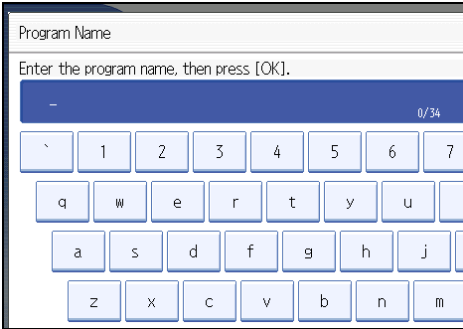 Program Name
Enter the program name, then press [OK].
_
0/34
` 1 2 3 4 5 6 7
q w e r t y u
a s d f g h j
z x c v b n m